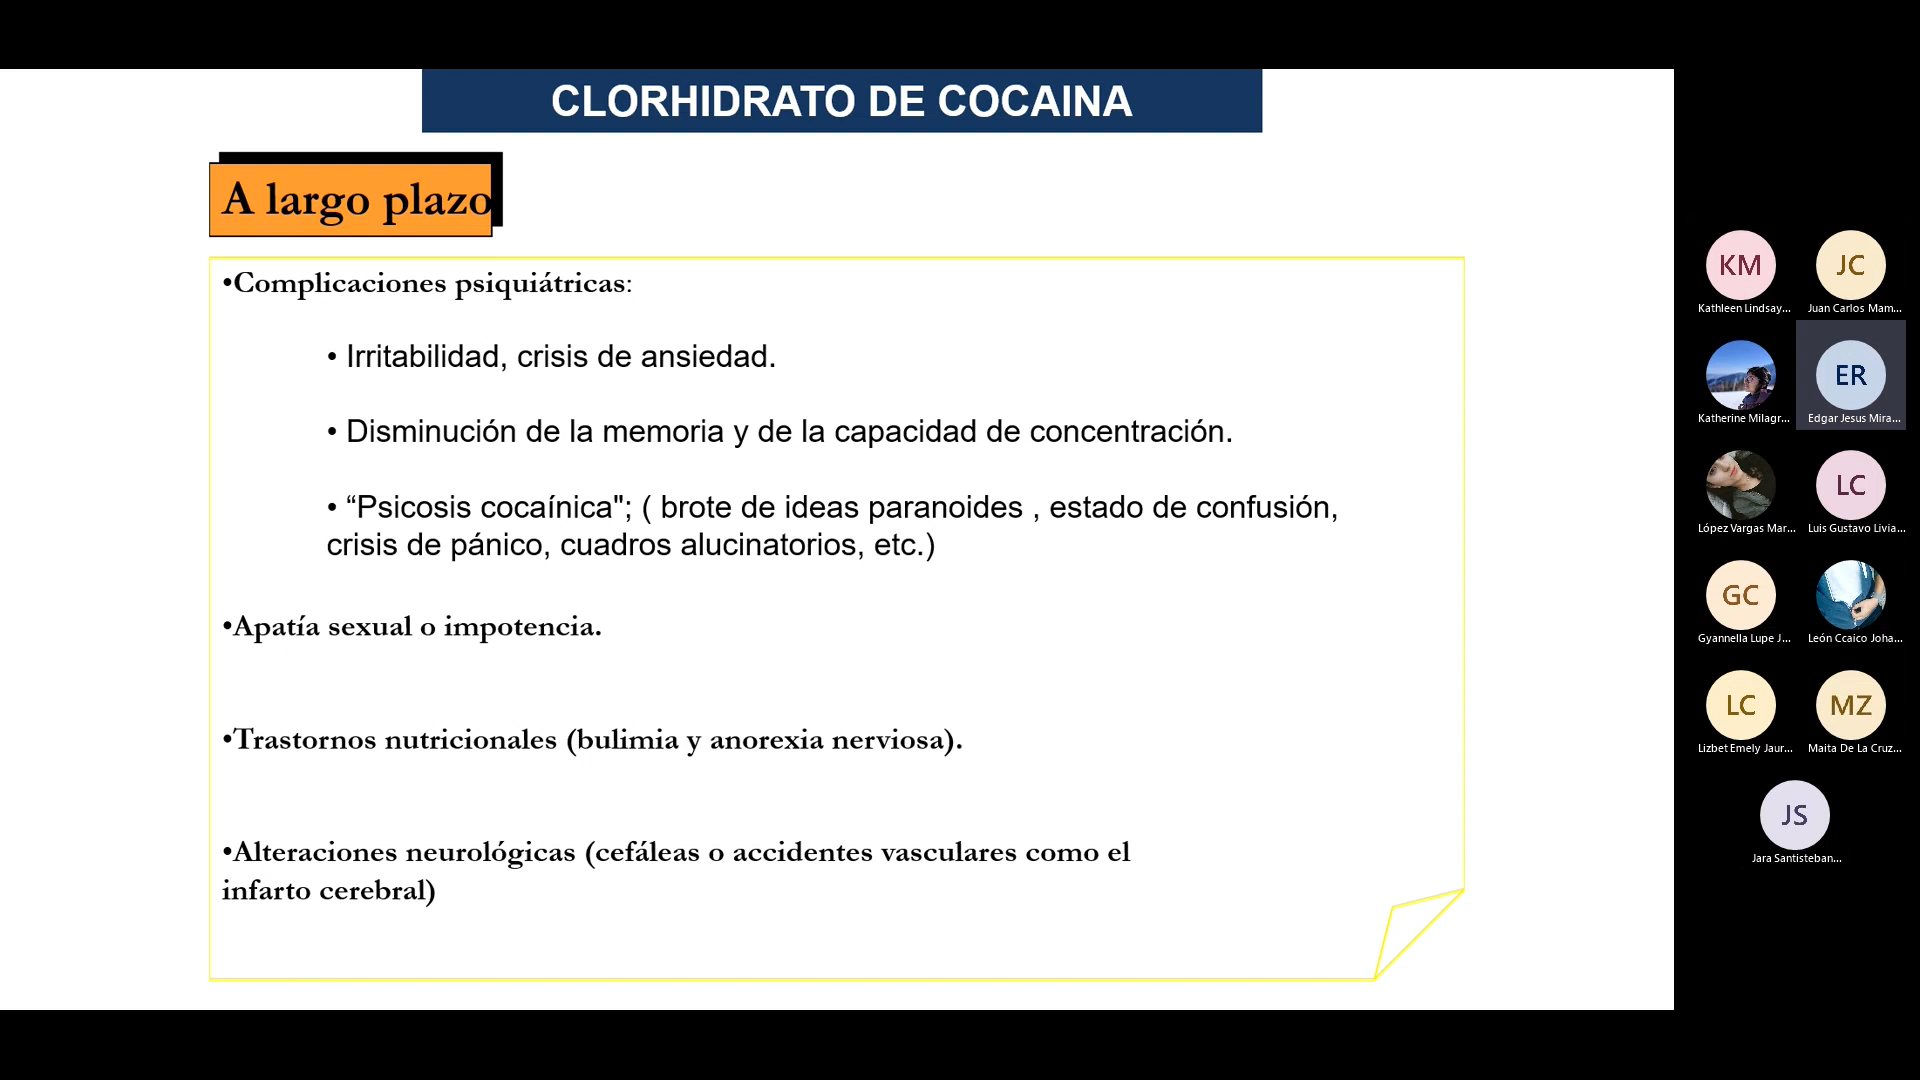 CLORHIDRATO DE COCAINA
A largo plazo
•Complicaciones psiquiátricas:
• Irritabilidad, crisis de ansiedad.
• Disminución de la memoria y de la capacidad de concentración.
• “Psicosis cocaínica"; ( brote de ideas paranoides , estado de confusión,
crisis de pánico, cuadros alucinatorios, etc.)
•Apatía sexual o impotencia.
•Trastornos nutricionales (bulimia y anorexia nerviosa).
•Alteraciones neurológicas (cefáleas o accidentes vasculares como el
infarto cerebral)
KM
JC
Kathleen Lindsay...
Juan Carlos Mam...
ER
Katherine Milagr...
Edgar Jesus Mira...
LC
López Vargas Mar...
Luis Gustavo Livia...
GC
Gyannella Lupe J...
León Ccaico Joha...
LC
MZ
Lizbet Emely Jaur...
Maita De La Cruz...
JS
Jara Santisteban...